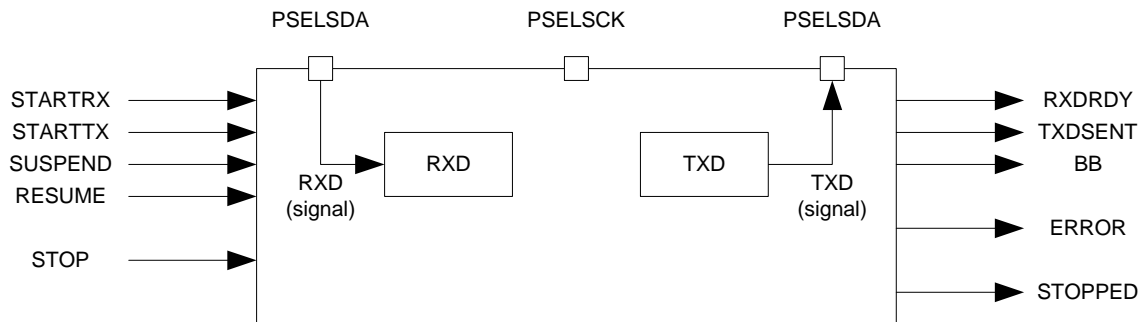 PSELSDA PSELSCK PSELSDA
STARTRX
STARTTX
SUSPEND
RESUME
STOP
RXD
(signal)
RXD
TXD
TXD
(signal)
RXDRDY
TXDSENT
BB
ERROR
STOPPED